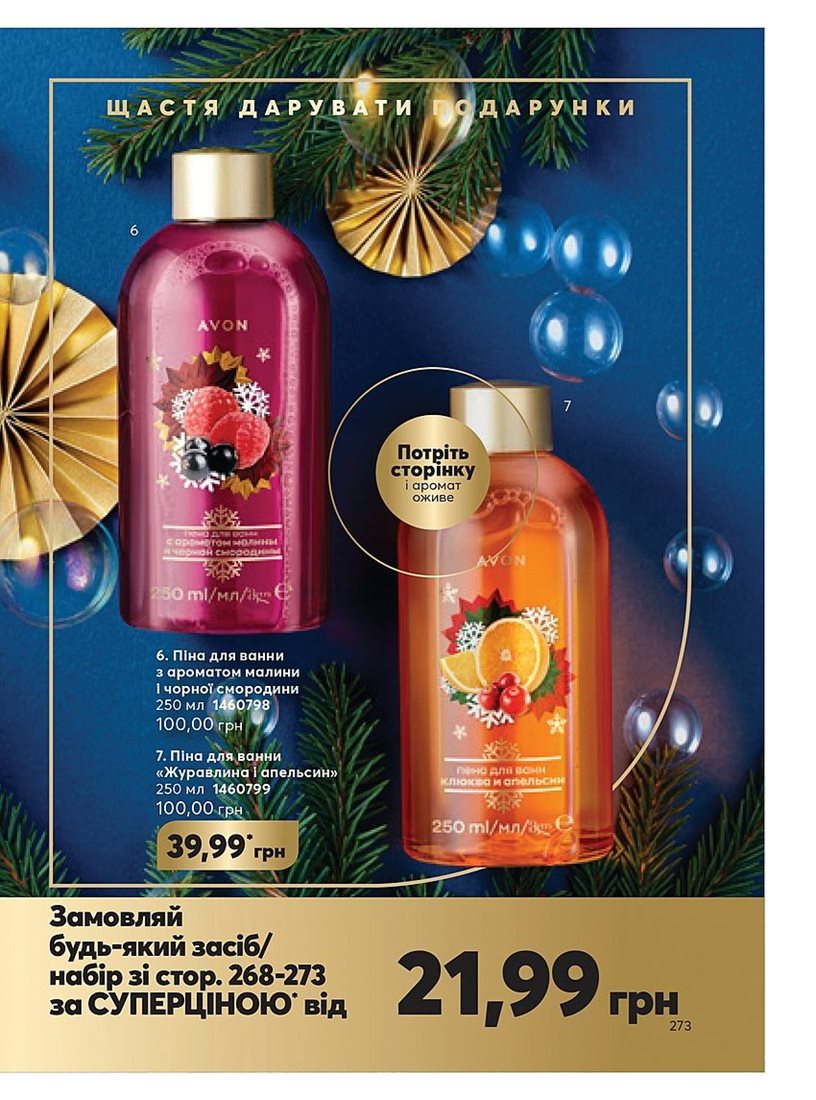 ЩАСТЯ ДАРУВАТИ ПОДАРУНКИ
6
AVON
пена для ванн
с ароматом малины
и черной смородины
250 ml/мл/
7
Потріть
сторінку
і аромат
оживе
AVON
пена для ванн
клюква и апельсин
250 ml/мл/
6. Піна для ванни
з ароматом малини
і чорної смородини
250 мл 1460798
100,00 грн
7. Піна для ванни
«Журавлина і апельсин»
250 мл 1460799
100,00 грн
39,99* грн
Замовляй
будь-який засіб/
набір зі стор. 268-273
за СУПЕРЦІНОЮ* від
21,99 грн
273